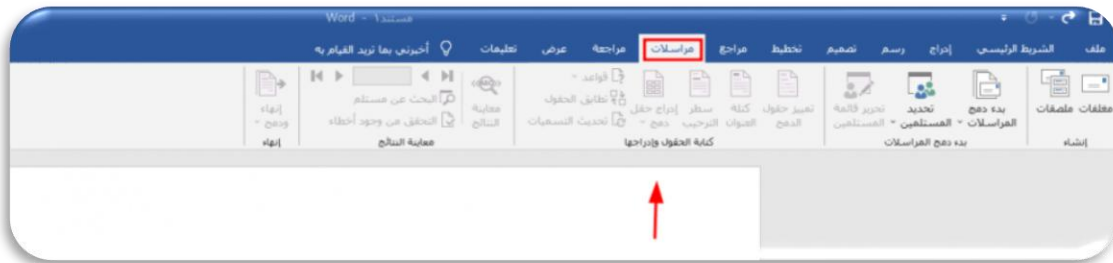 مستند١ - Word
ملف الشريط الرئيسي إدراج رسم تصميم تخطيط مراجع مراسلات مراجعة عرض تعليمات أخبرني بما تريد القيام به
مغلفات ملصقات
بدء دمج المراسلات
تحديد المستلمين
تحرير قائمة المستلمين
تمييز حقول الدمج
كتلة العنوان
سطر الترحيب
إدراج حقل دمج
قواعد
تطابق الحقول
تحديث التسميات
معاينة النتائج
البحث عن مستلم
التحقق من وجود أخطاء
إنهاء ودمج
إنشاء
بدء دمج المراسلات
كتابة الحقول وإدراجها
معاينة النتائج
إنهاء